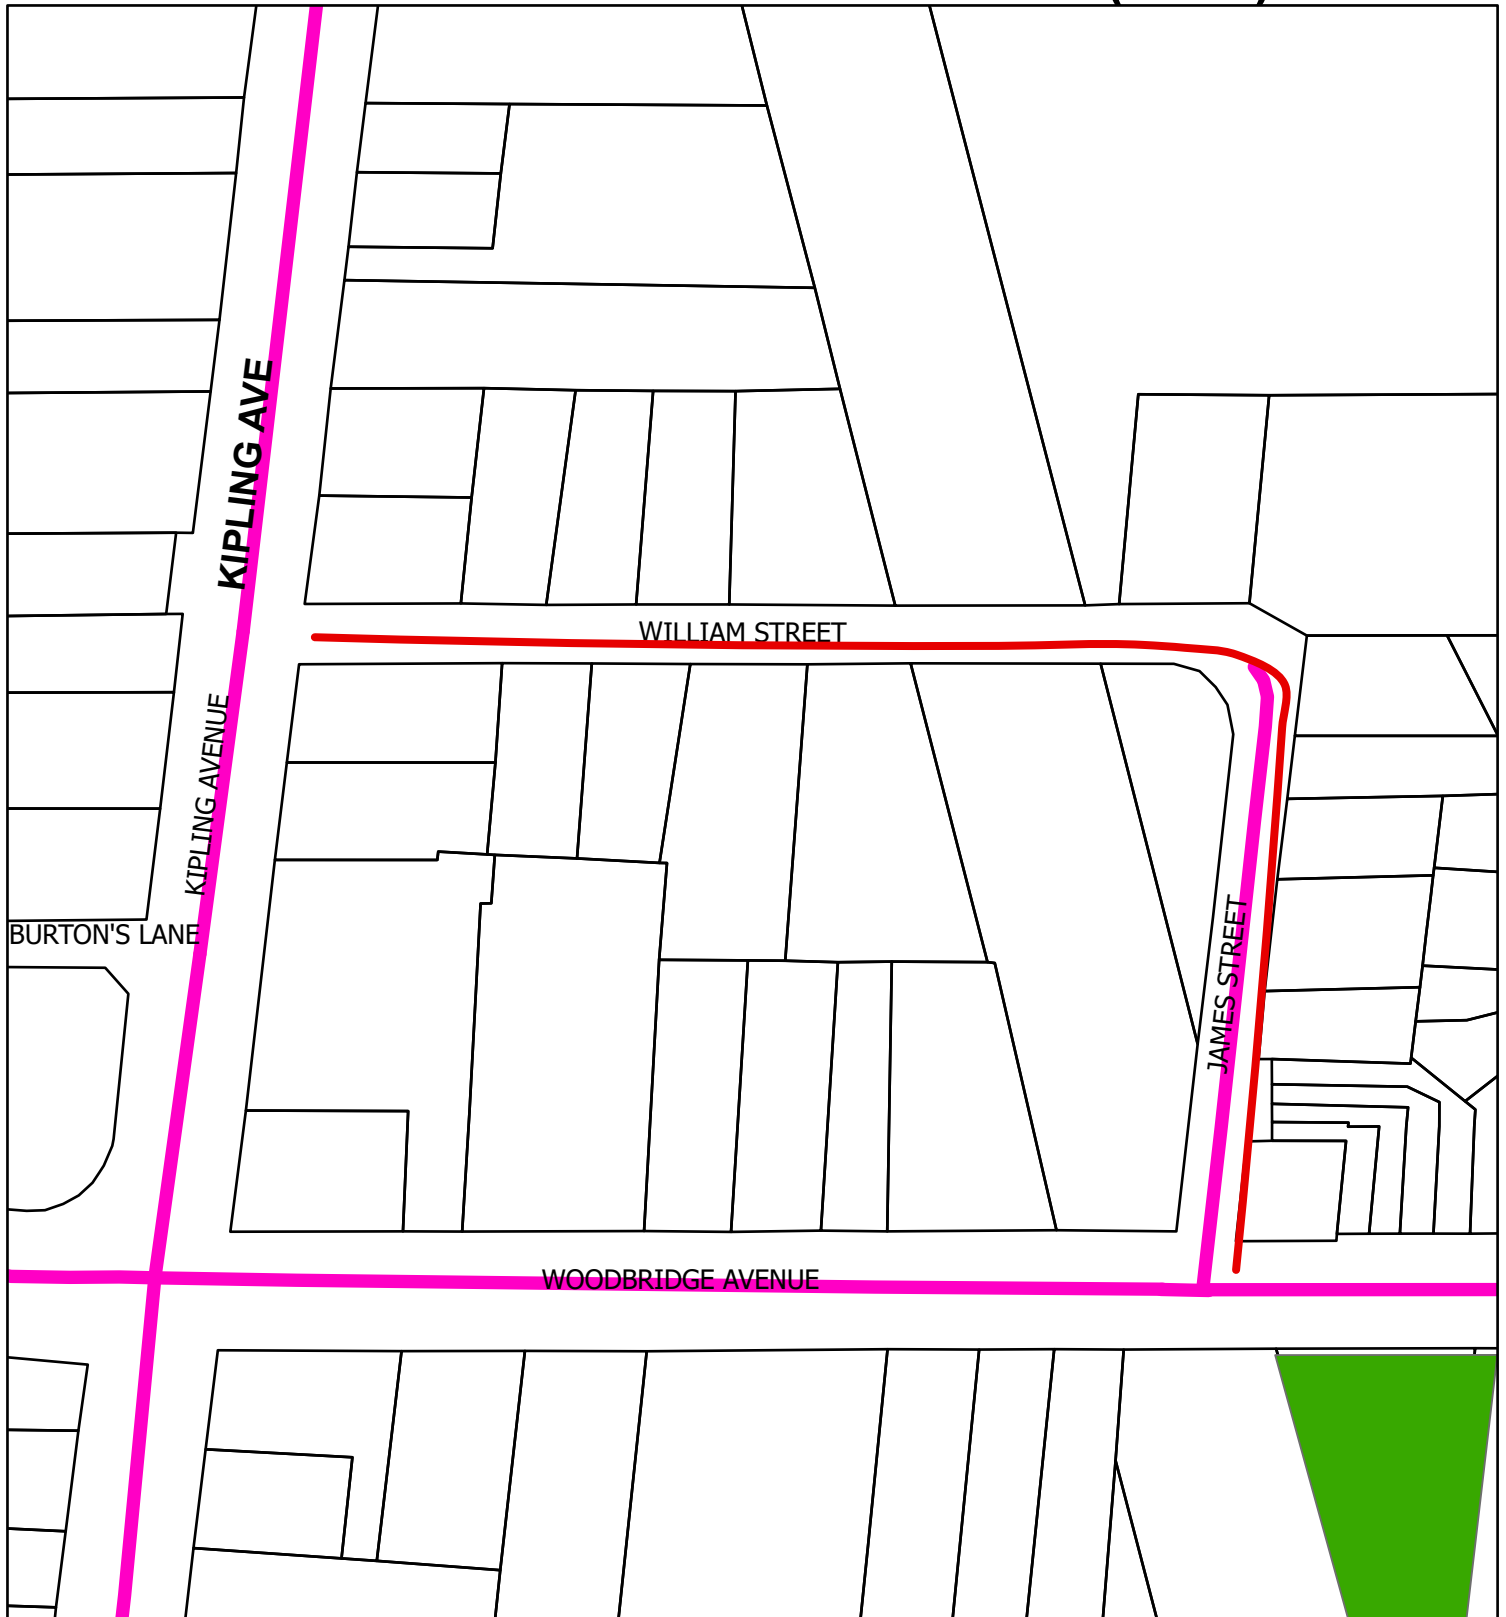 KIPLING AVE
WILLIAM STREET
KIPLING AVENUE
BURTON'S LANE
JAMES STREET
WOODBRIDGE AVENUE